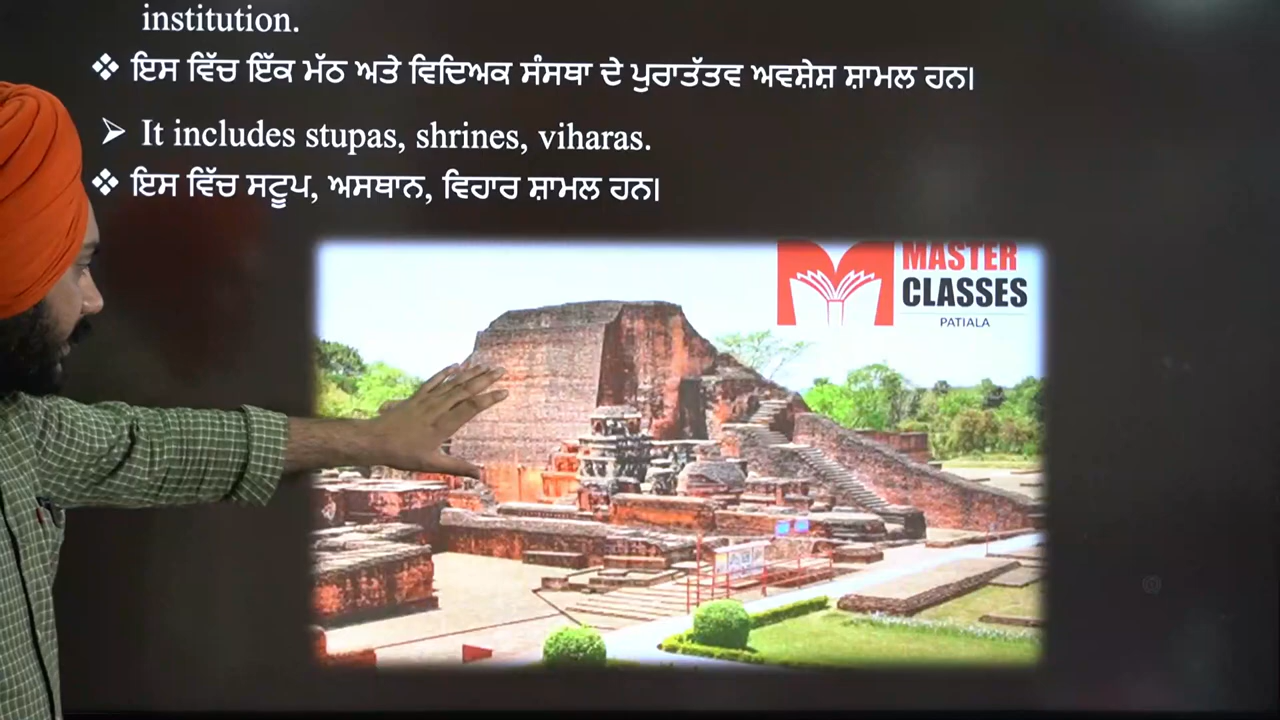 institution.
❖ ਇਸ ਵਿੱਚ ਇੱਕ ਮੱਠ ਅਤੇ ਵਿਦਿਅਕ ਸੰਸਥਾ ਦੇ ਪੁਰਾਤੱਤਵ ਅਵਸ਼ੇਸ਼ ਸ਼ਾਮਲ ਹਨ।
➢ It includes stupas, shrines, viharas.
❖ ਇਸ ਵਿੱਚ ਸਟੂਪ, ਅਸਥਾਨ, ਵਿਹਾਰ ਸ਼ਾਮਲ ਹਨ।
MASTER
CLASSES
PATIALA